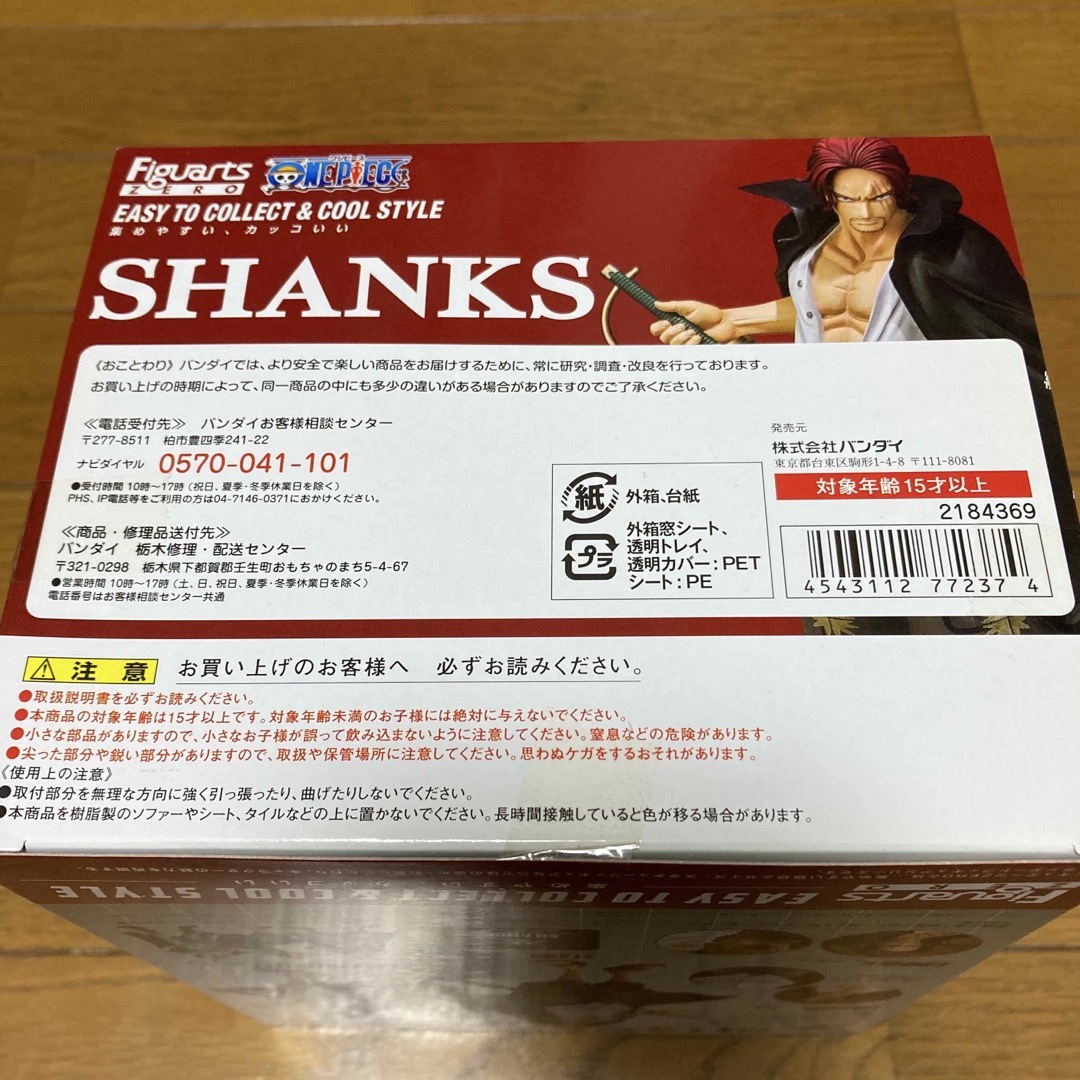 Figuarts
ZERO
ワンピース
ONE PIECE
EASY TO COLLECT & COOL STYLE
集めやすい、カッコいい
SHANKS
《おことわり》バンダイでは、より安全で楽しい商品をお届けするために、常に研究・調査・改良を行っております。
お買い上げの時期によって、同一商品の中にも多少の違いがある場合がありますのでご了承ください。
≪電話受付先≫ バンダイお客様相談センター
〒277-8511 柏市豊四季241-22
ナビダイヤル 0570-041-101
●受付時間 10時〜17時(祝日、夏季・冬季休業日を除く)
PHS、IP電話等をご利用の方は04-7146-0371におかけください。
≪商品・修理品送付先≫
バンダイ 栃木修理・配送センター
〒321-0298 栃木県下都賀郡壬生町おもちゃのまち5-4-67
●営業時間 10時〜17時(土、日、祝日、夏季・冬季休業日を除く)
電話番号はお客様相談センター共通
紙 外箱、台紙
プラ 外箱窓シート、
透明トレイ、
透明カバー:PET
シート:PE
発売元
株式会社バンダイ
東京都台東区駒形1-4-8 〒111-8081
対象年齢15才以上
2184369
4543112 77237 4
注意 お買い上げのお客様へ 必ずお読みください。
●取扱説明書を必ずお読みください。
●本商品の対象年齢は15才以上です。対象年齢未満のお子様には絶対に与えないでください。
●小さな部品がありますので、小さなお子様が誤って飲み込まないように注意してください。窒息などの危険があります。
●尖った部分や鋭い部分がありますので、取扱や保管場所に注意してください。思わぬケガをするおそれがあります。
《使用上の注意》
●取付部分を無理な方向に強く引っ張ったり、曲げたりしないでください。
●本商品を樹脂製のソファーやシート、タイルなどの上に置かないでください。長時間接触していると色が移る場合があります。
Figuarts
EASY TO COLLECT & COOL STYLE